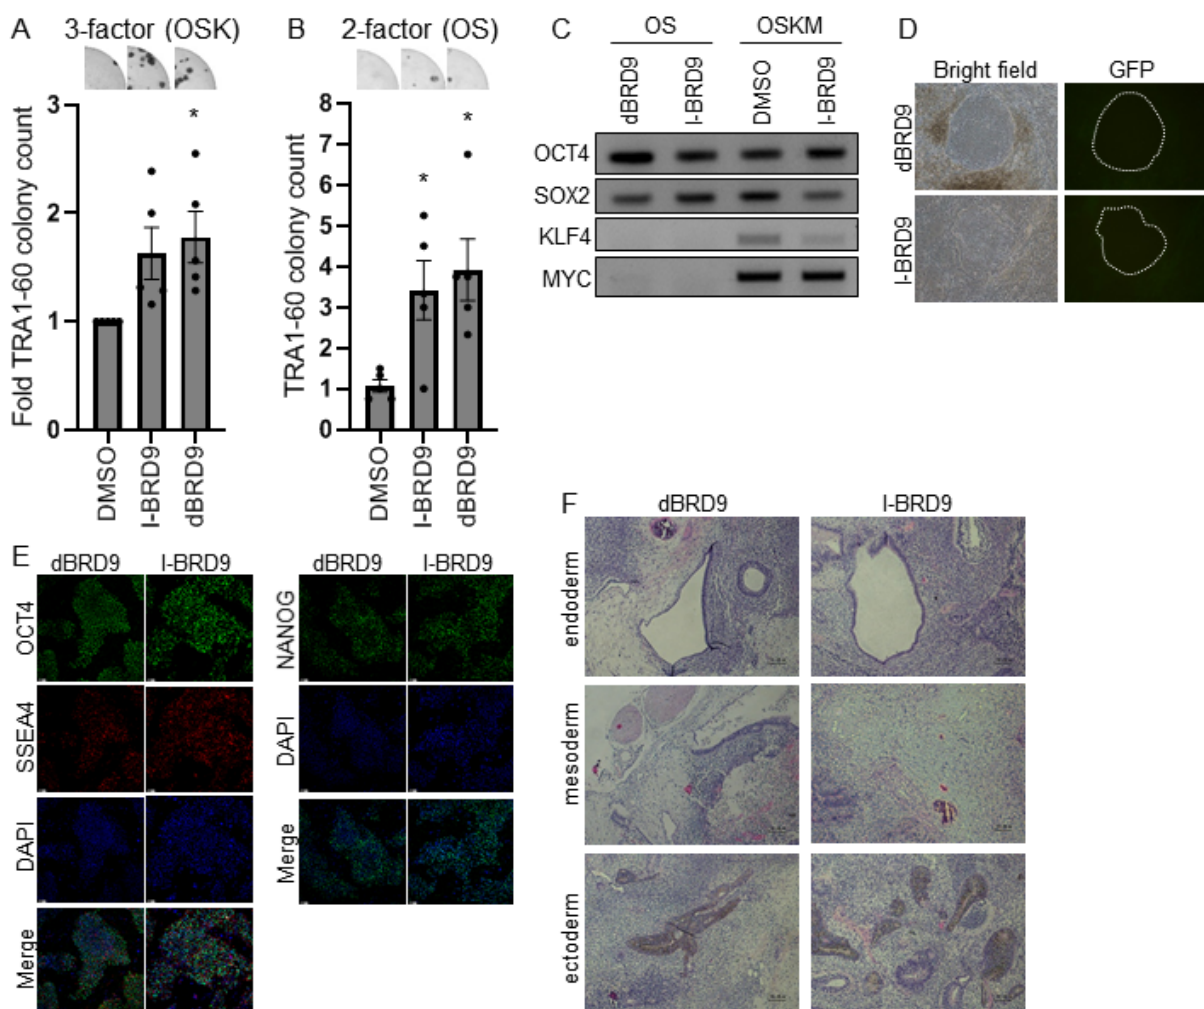 A
3-factor (OSK)
Fold TRA1-60 colony count
3
2
1
0
*
DMSO
I-BRD9
dBRD9
B
2-factor (OS)
TRA1-60 colony count
8
7
6
5
4
3
2
1
0
*
*
DMSO
I-BRD9
dBRD9
C
OS
OSKM
dBRD9
I-BRD9
DMSO
I-BRD9
OCT4
SOX2
KLF4
MYC
D
Bright field
GFP
dBRD9
I-BRD9
E
dBRD9
I-BRD9
OCT4
SSEA4
DAPI
Merge
dBRD9
I-BRD9
NANOG
DAPI
Merge
F
dBRD9
I-BRD9
endoderm
mesoderm
ectoderm